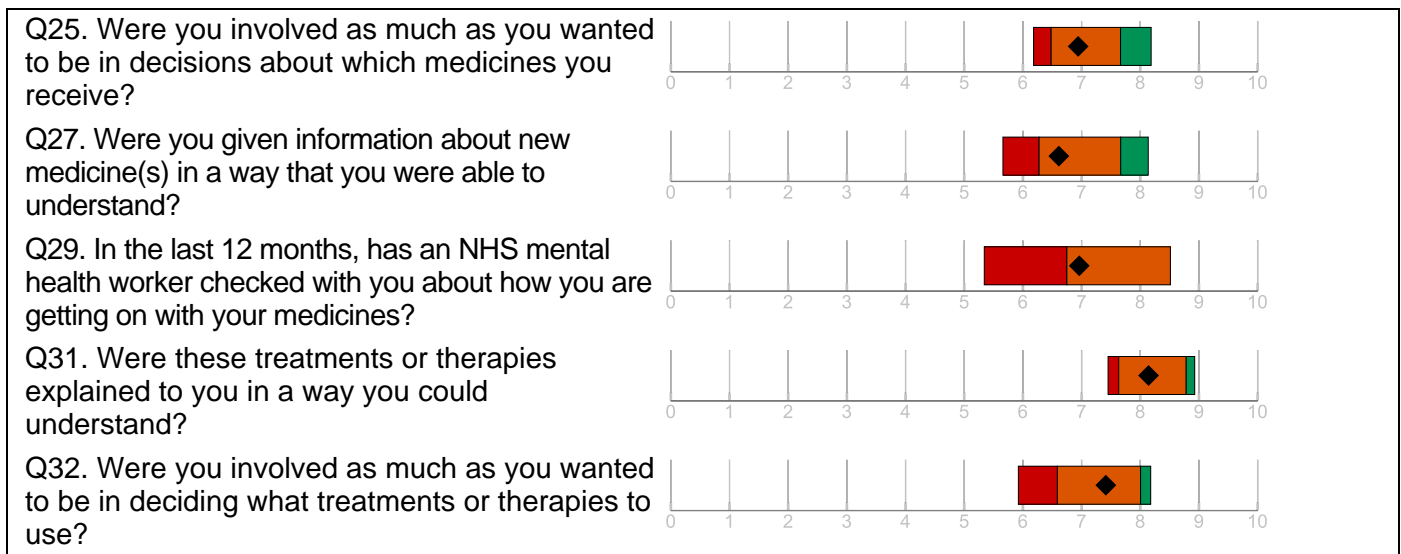 Q25. Were you involved as much as you wanted
to be in decisions about which medicines you
receive?
0 1 2 3 4 5 6 7 8 9 10
Q27. Were you given information about new
medicine(s) in a way that you were able to
understand?
0 1 2 3 4 5 6 7 8 9 10
Q29. In the last 12 months, has an NHS mental
health worker checked with you about how you are
getting on with your medicines?
0 1 2 3 4 5 6 7 8 9 10
Q31. Were these treatments or therapies
explained to you in a way you could
understand?
0 1 2 3 4 5 6 7 8 9 10
Q32. Were you involved as much as you wanted
to be in deciding what treatments or therapies to
use?
0 1 2 3 4 5 6 7 8 9 10